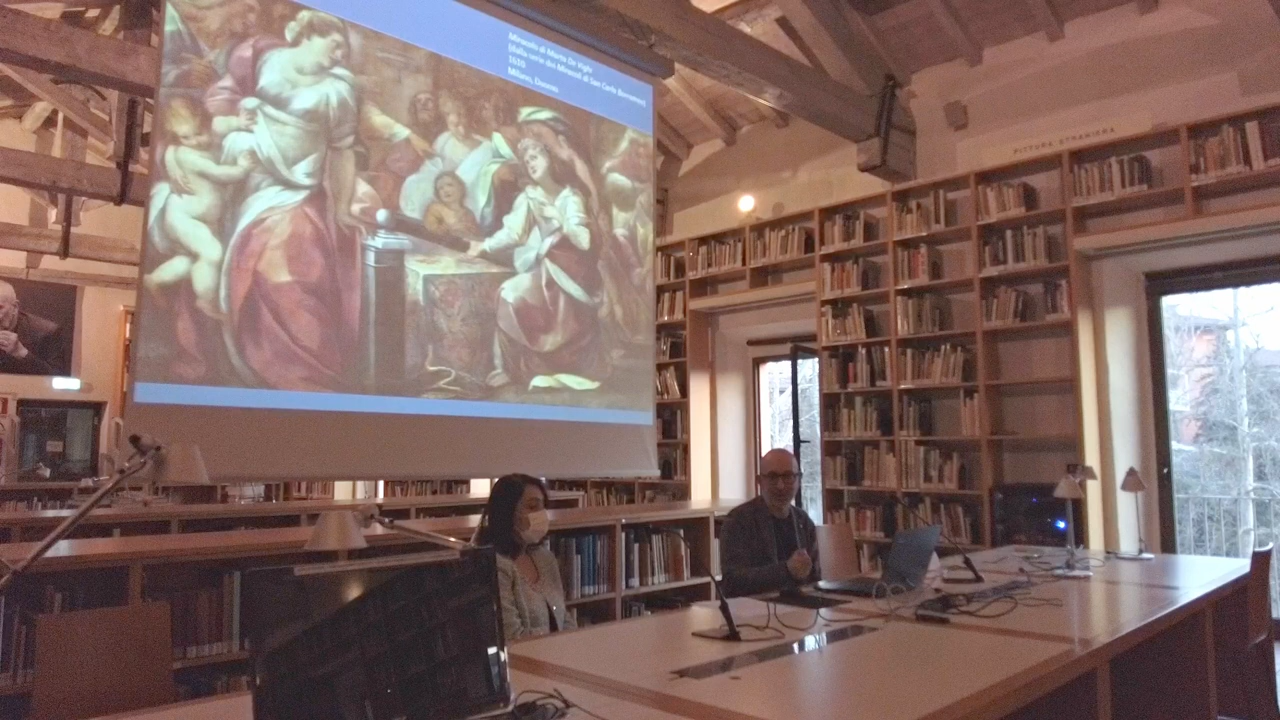 Miracolo di Marta De Vighi
(dalla serie dei Miracoli di San Carlo Borromeo)
1610
Milano, Duomo
PITTURA STRANIERA